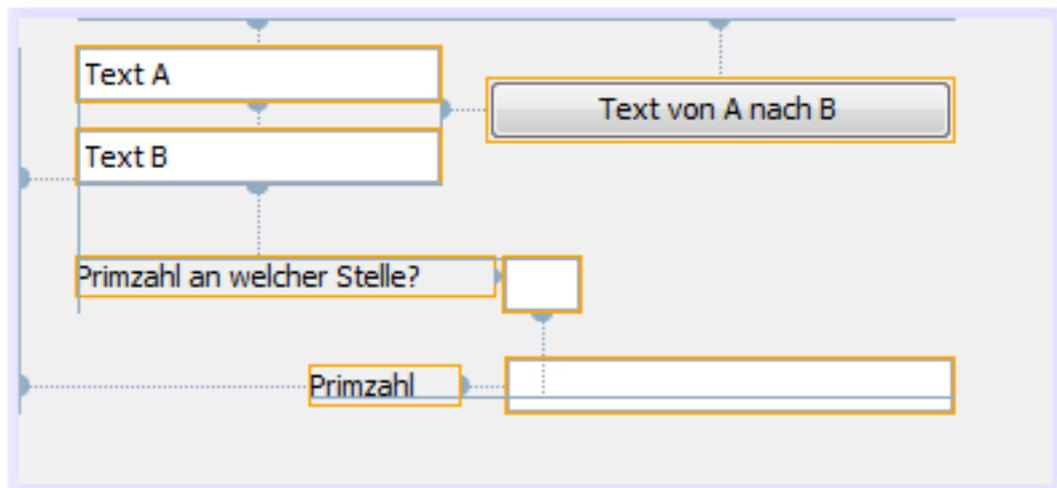 Text A
Text von A nach B
Text B
Primzahl an welcher Stelle?
Primzahl